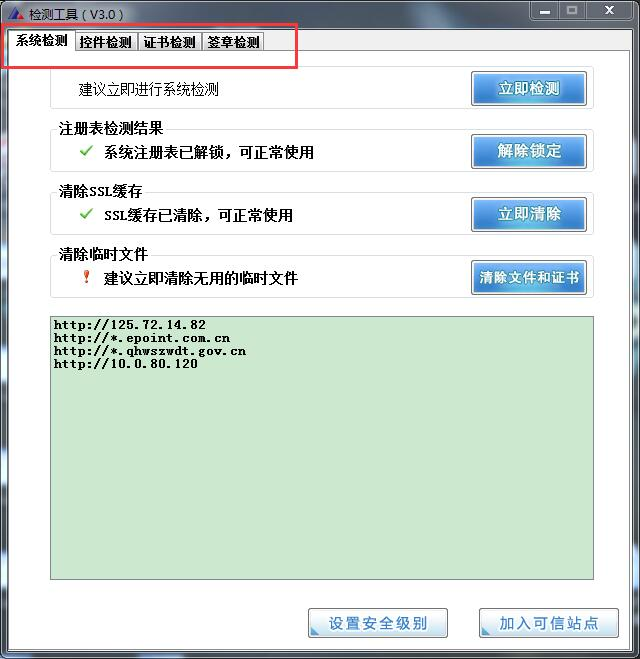 检测工具（V3.0）
系统检测 控件检测 证书检测 签章检测
建议立即进行系统检测 立即检测
注册表检测结果
系统注册表已解锁，可正常使用 解除锁定
清除SSL缓存
SSL缓存已清除，可正常使用 立即清除
清除临时文件
建议立即清除无用的临时文件 清除文件和证书
http://125.72.14.82
http://*.epoint.com.cn
http://*.qhwszwdt.gov.cn
http://10.0.80.120
设置安全级别 加入可信站点